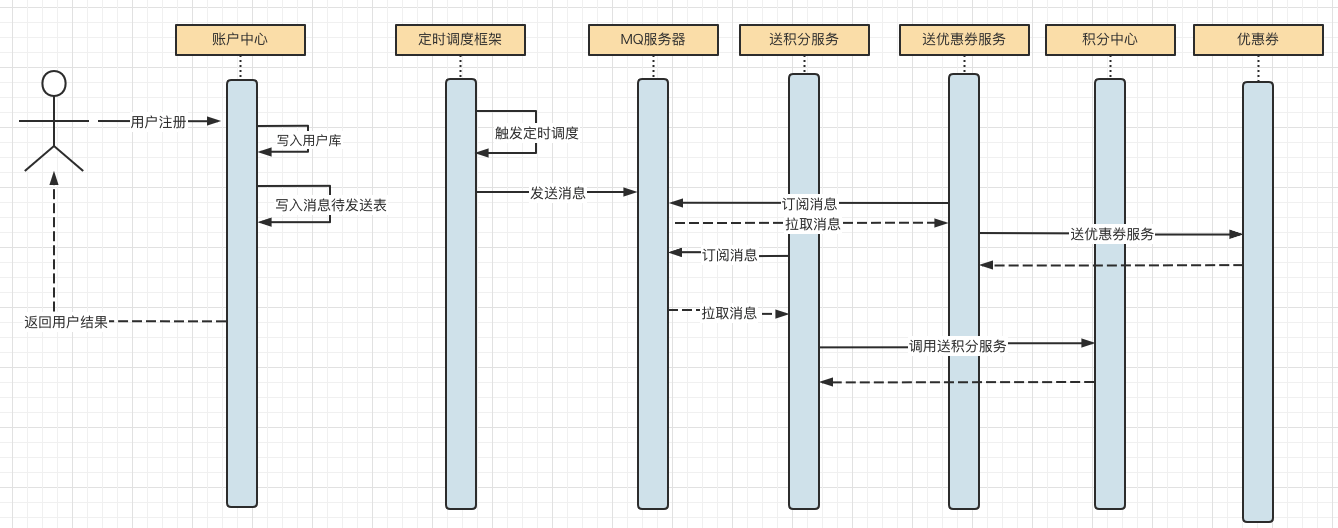 账户中心
定时调度框架
MQ服务器
送积分服务
送优惠券服务
积分中心
优惠券
用户注册
写入用户库
触发定时调度
写入消息待发送表
发送消息
订阅消息
拉取消息
送优惠券服务
订阅消息
拉取消息
返回用户结果
调用送积分服务